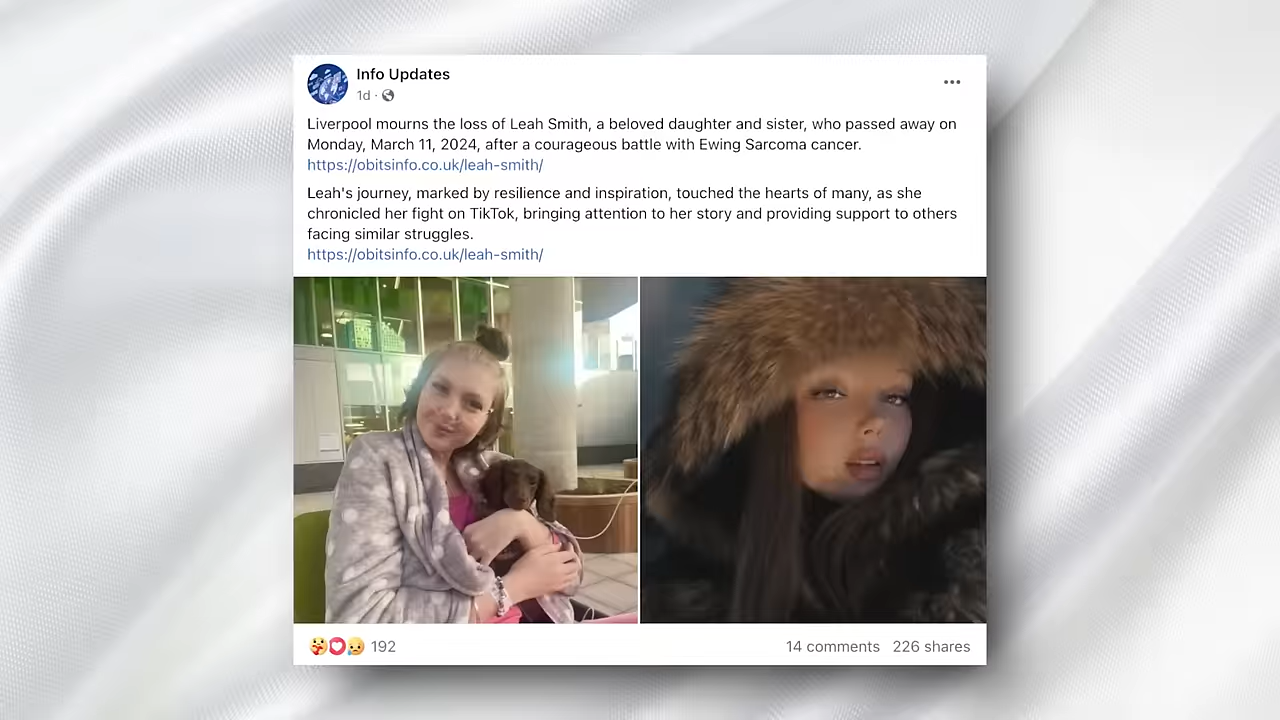 Info Updates
1d ·
Liverpool mourns the loss of Leah Smith, a beloved daughter and sister, who passed away on
Monday, March 11, 2024, after a courageous battle with Ewing Sarcoma cancer.
https://obitsinfo.co.uk/leah-smith/
Leah's journey, marked by resilience and inspiration, touched the hearts of many, as she
chronicled her fight on TikTok, bringing attention to her story and providing support to others
facing similar struggles.
https://obitsinfo.co.uk/leah-smith/
192
14 comments 226 shares